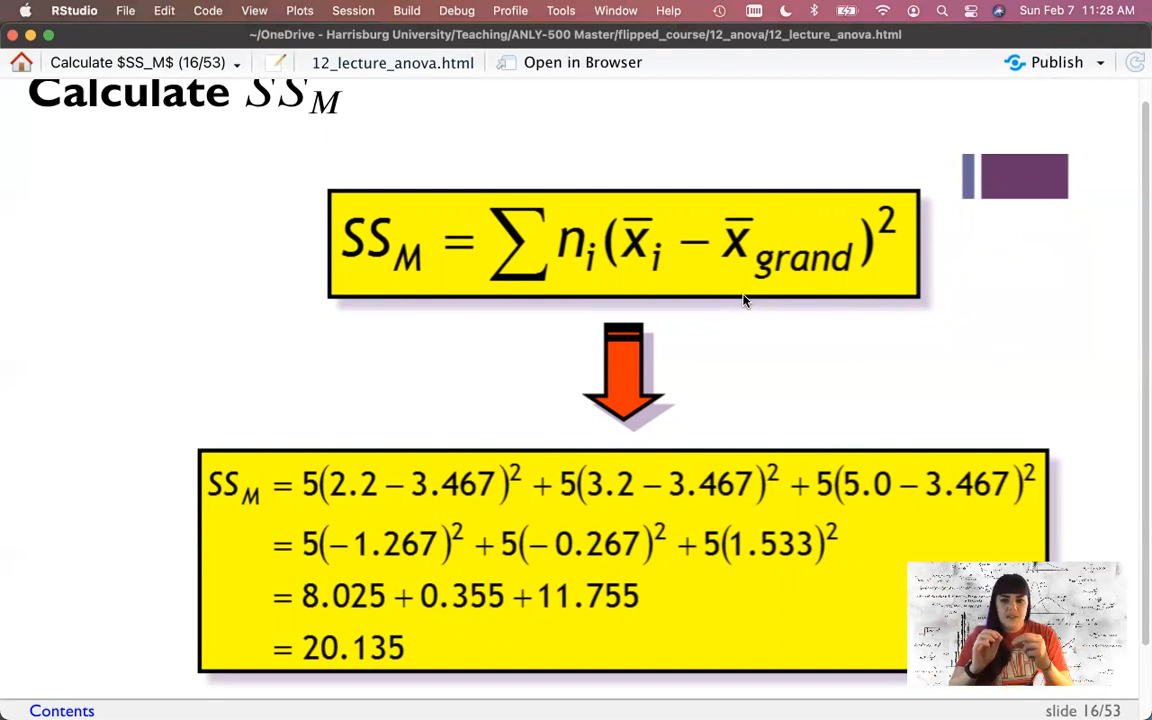 RStudio File Edit Code View Plots Session Build Debug Profile Tools Window Help Sun Feb 7 11:28 AM
~/OneDrive - Harrisburg University/Teaching/ANLY-500 Master/flipped_course/12_anova/12_lecture_anova.html
Calculate $SS_M$ (16/53) 12_lecture_anova.html Open in Browser Publish
Calculate SS_M
SS_M = ∑ n_i(x̄_i − x̄_grand)²
SS_M = 5(2.2 − 3.467)² + 5(3.2 − 3.467)² + 5(5.0 − 3.467)²
= 5(−1.267)² + 5(−0.267)² + 5(1.533)²
= 8.025 + 0.355 + 11.755
= 20.135
Contents slide 16/53